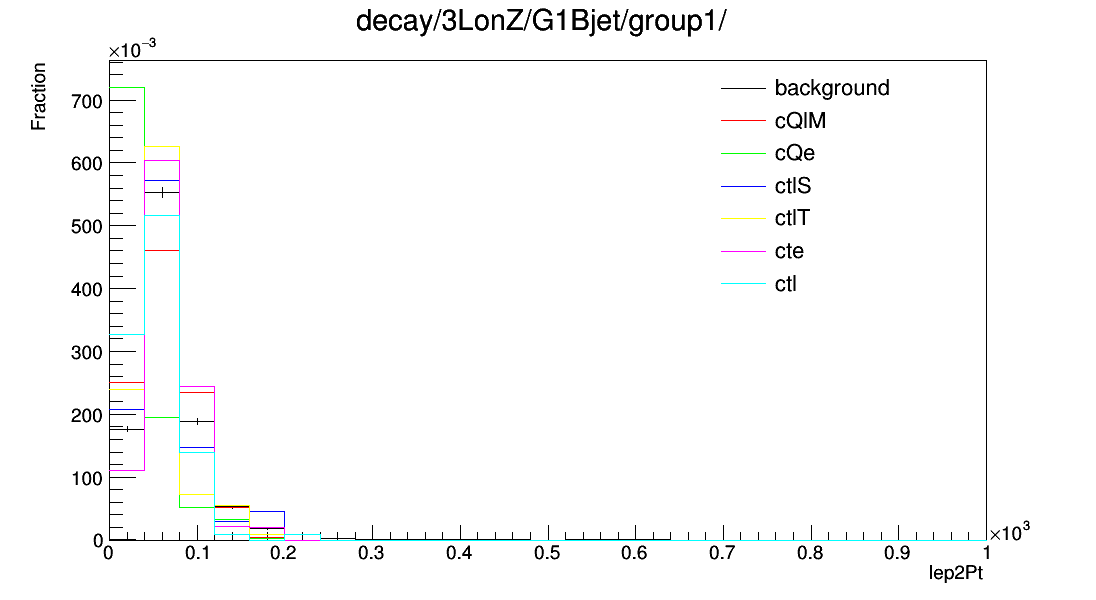 decay/3LonZ/G1Bjet/group1/
×10⁻³
Fraction
700
600
500
400
300
200
100
0
background
cQlM
cQe
ctlS
ctlT
cte
ctl
0 0.1 0.2 0.3 0.4 0.5 0.6 0.7 0.8 0.9 1
×10³
lep2Pt